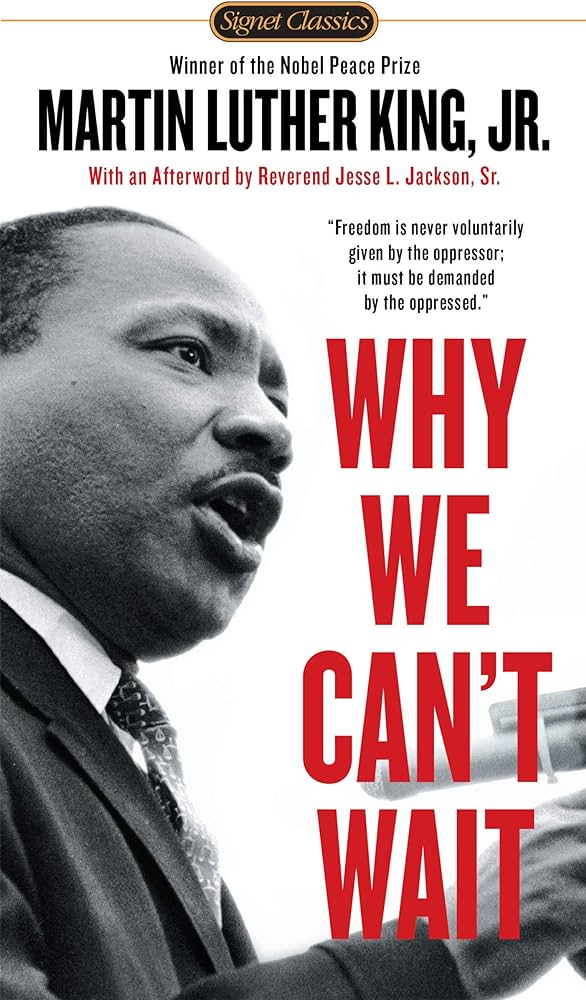 Signet Classics
Winner of the Nobel Peace Prize
MARTIN LUTHER KING, JR.
With an Afterword by Reverend Jesse L. Jackson, Sr.
“Freedom is never voluntarily
given by the oppressor;
it must be demanded
by the oppressed.”
WHY
WE
CAN'T
WAIT